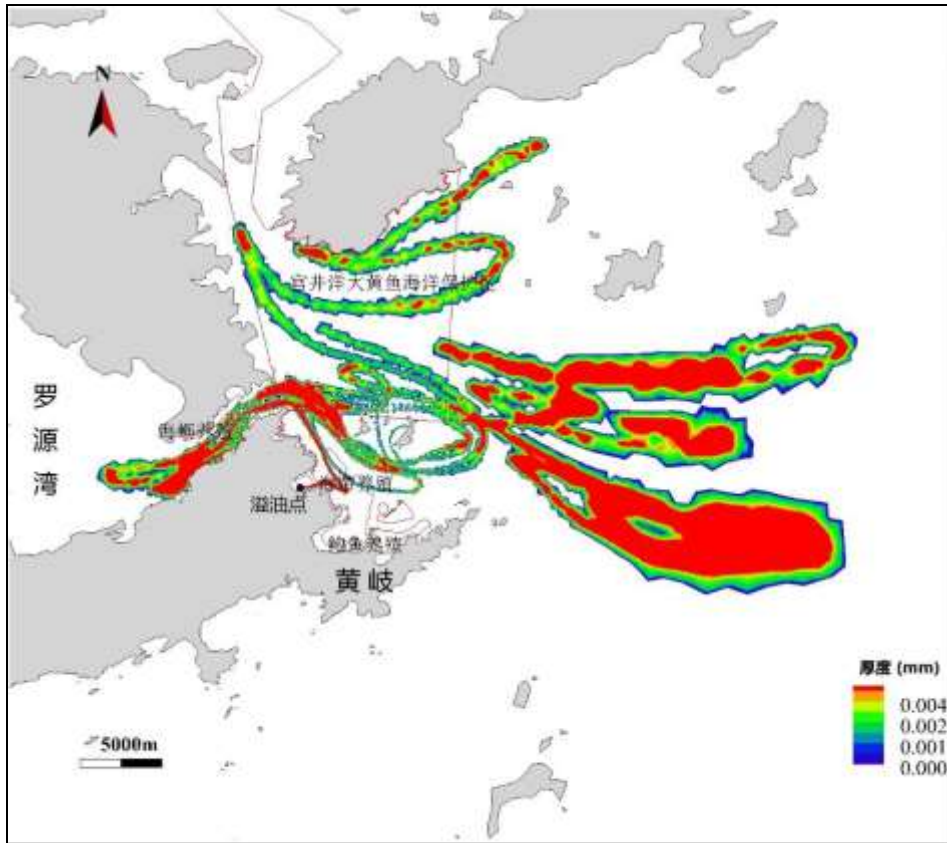 N
官井洋大黄鱼海洋保护区
罗
源
湾
溢油点
鲍鱼养殖
黄岐
厚度 (mm)
0.004
0.002
0.001
0.000
5000m